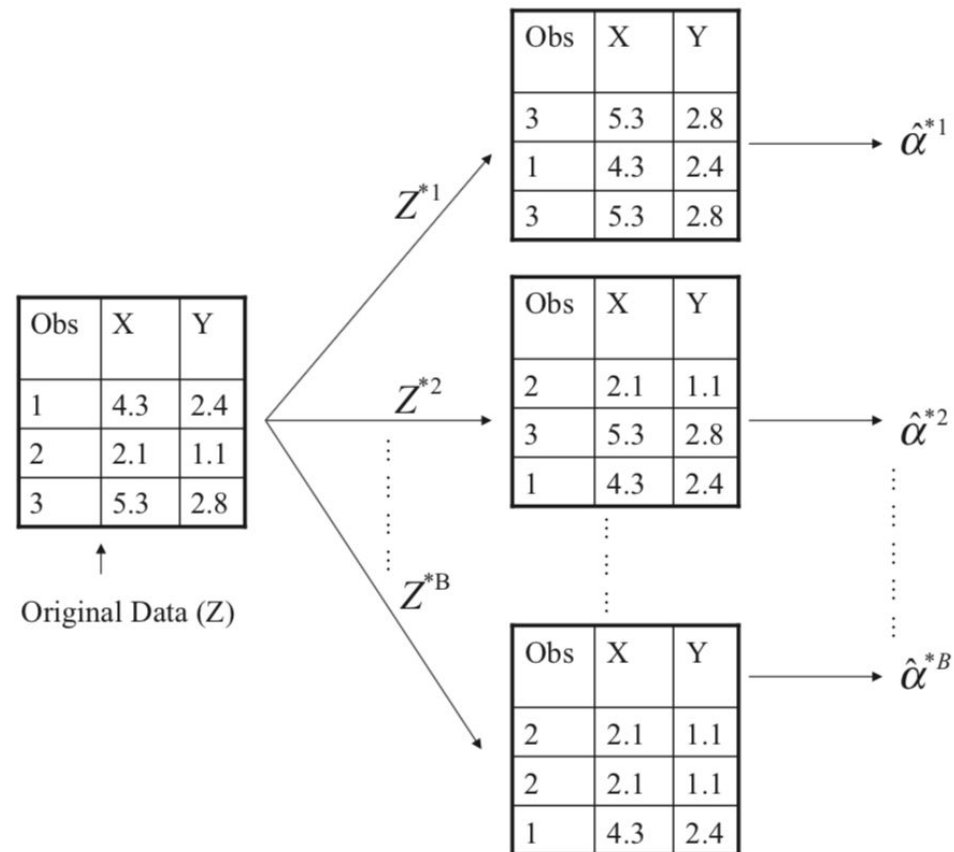 Obs X Y
3 5.3 2.8
1 4.3 2.4
3 5.3 2.8
α̂*1
Z*1
Obs X Y
1 4.3 2.4
2 2.1 1.1
3 5.3 2.8
Original Data (Z)
Z*2
Obs X Y
2 2.1 1.1
3 5.3 2.8
1 4.3 2.4
α̂*2
Z*B
Obs X Y
2 2.1 1.1
2 2.1 1.1
1 4.3 2.4
α̂*B